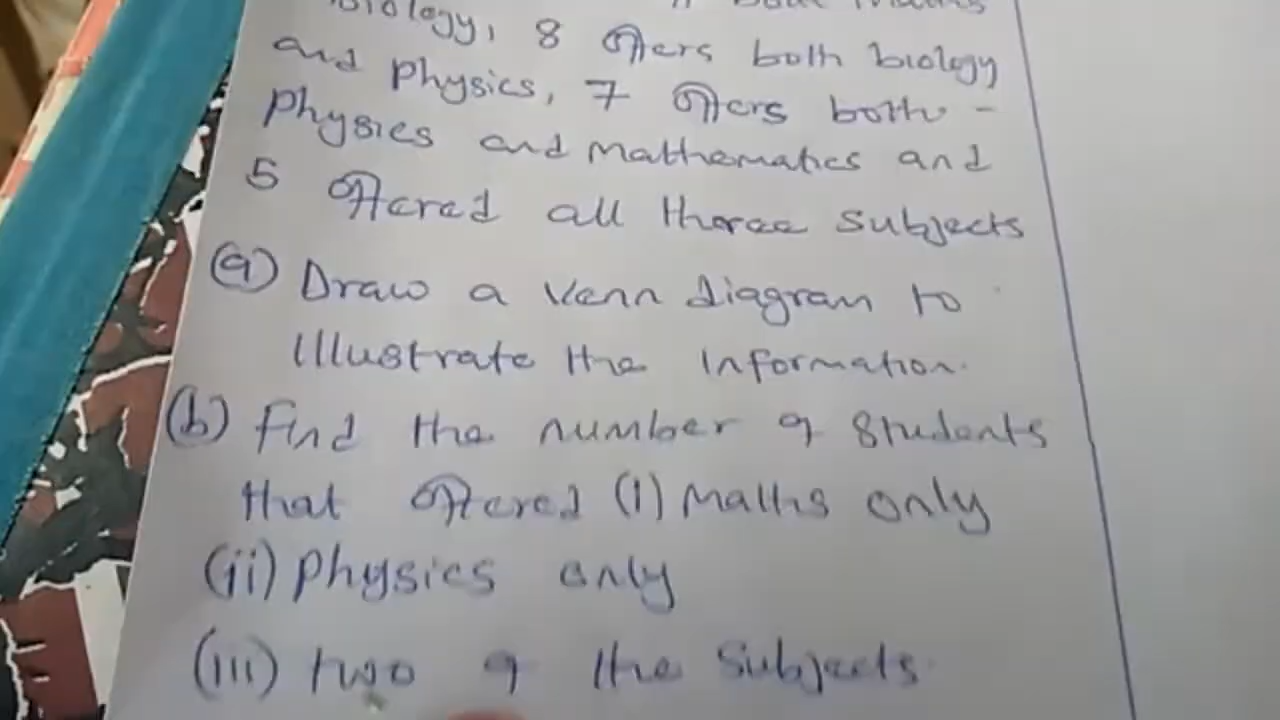 Biology, 8 offers both biology
and physics, 7 offers both -
physics and mathematics and
5 offered all three subjects
(a) Draw a Venn diagram to
illustrate the information.
(b) Find the number of students
that offered (i) maths only
(ii) physics only
(iii) two of the subjects.